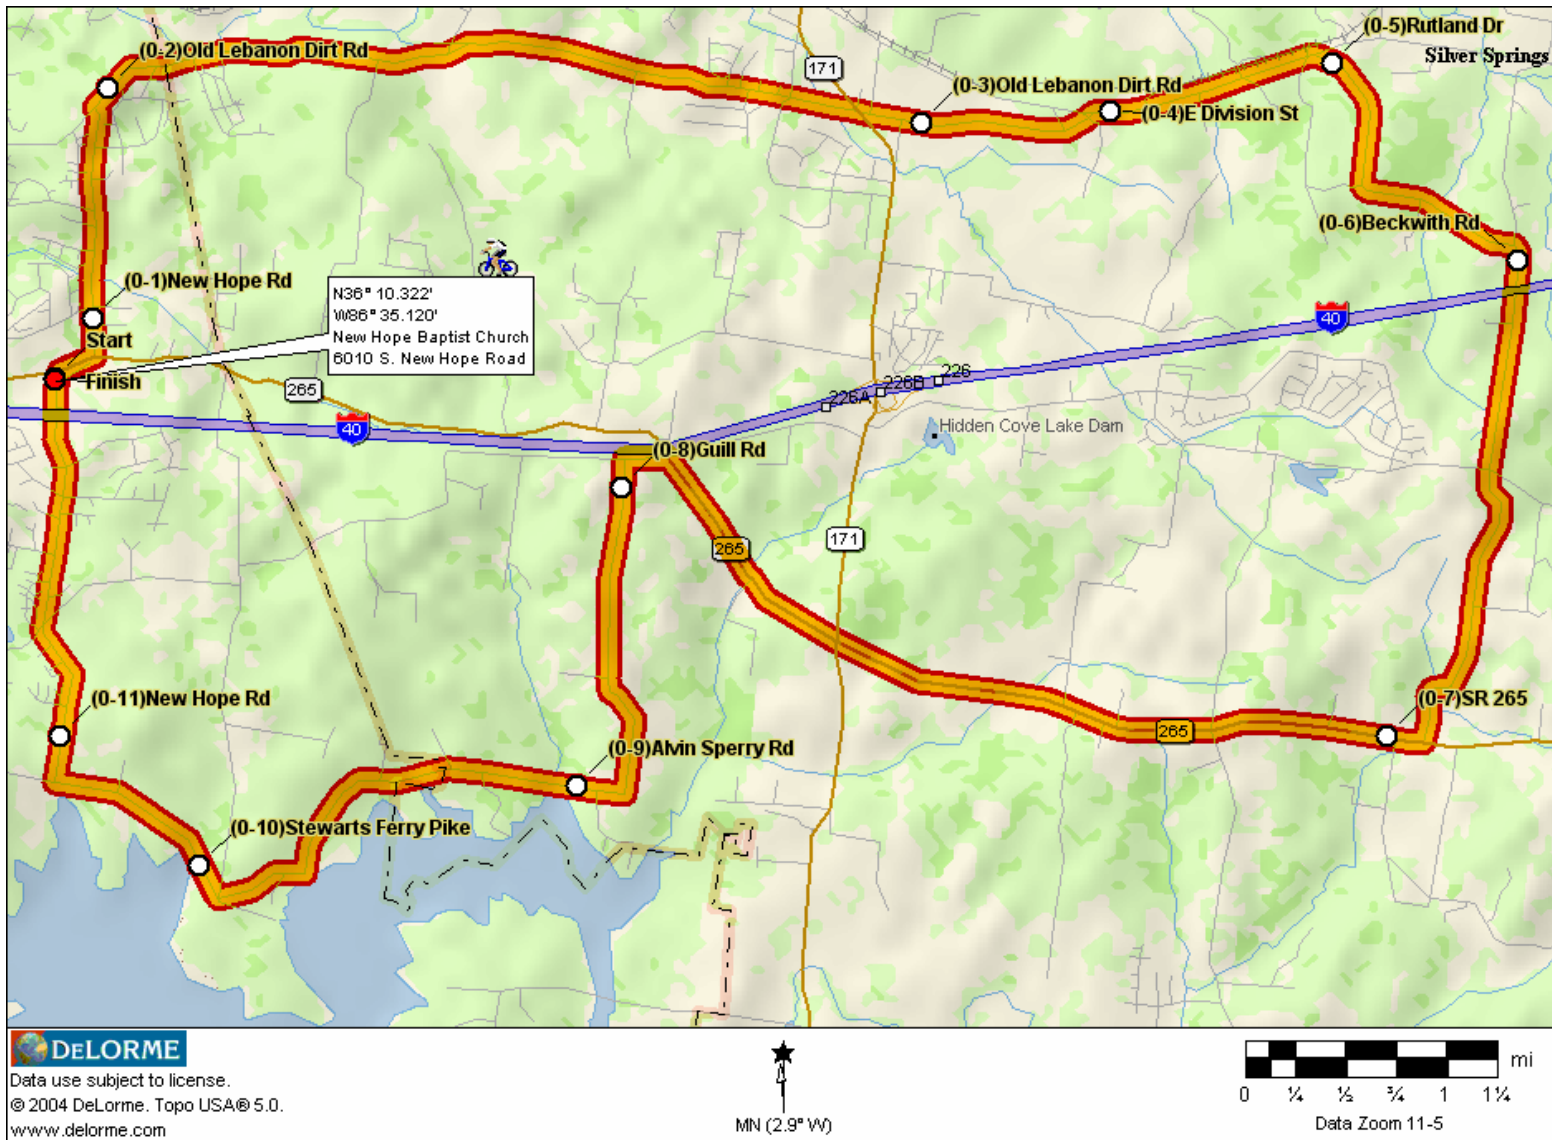 (0-5)Rutland Dr
(0-2)Old Lebanon Dirt Rd
Silver Springs
171
(0-3)Old Lebanon Dirt Rd
(0-4)E Division St
(0-6)Beckwith Rd
(0-1)New Hope Rd
N36° 10.322'
W86° 35.120'
New Hope Baptist Church
6010 S. New Hope Road
40
Start
Finish
265
226
226B
226A
40
Hidden Cove Lake Dam
(0-8)Guill Rd
171
265
(0-11)New Hope Rd
(0-7)SR 265
265
(0-9)Alvin Sperry Rd
(0-10)Stewarts Ferry Pike
DELORME
Data use subject to license.
© 2004 DeLorme. Topo USA® 5.0.
www.delorme.com
MN (2.9° W)
mi
0 ¼ ½ ¾ 1 1¼
Data Zoom 11-5